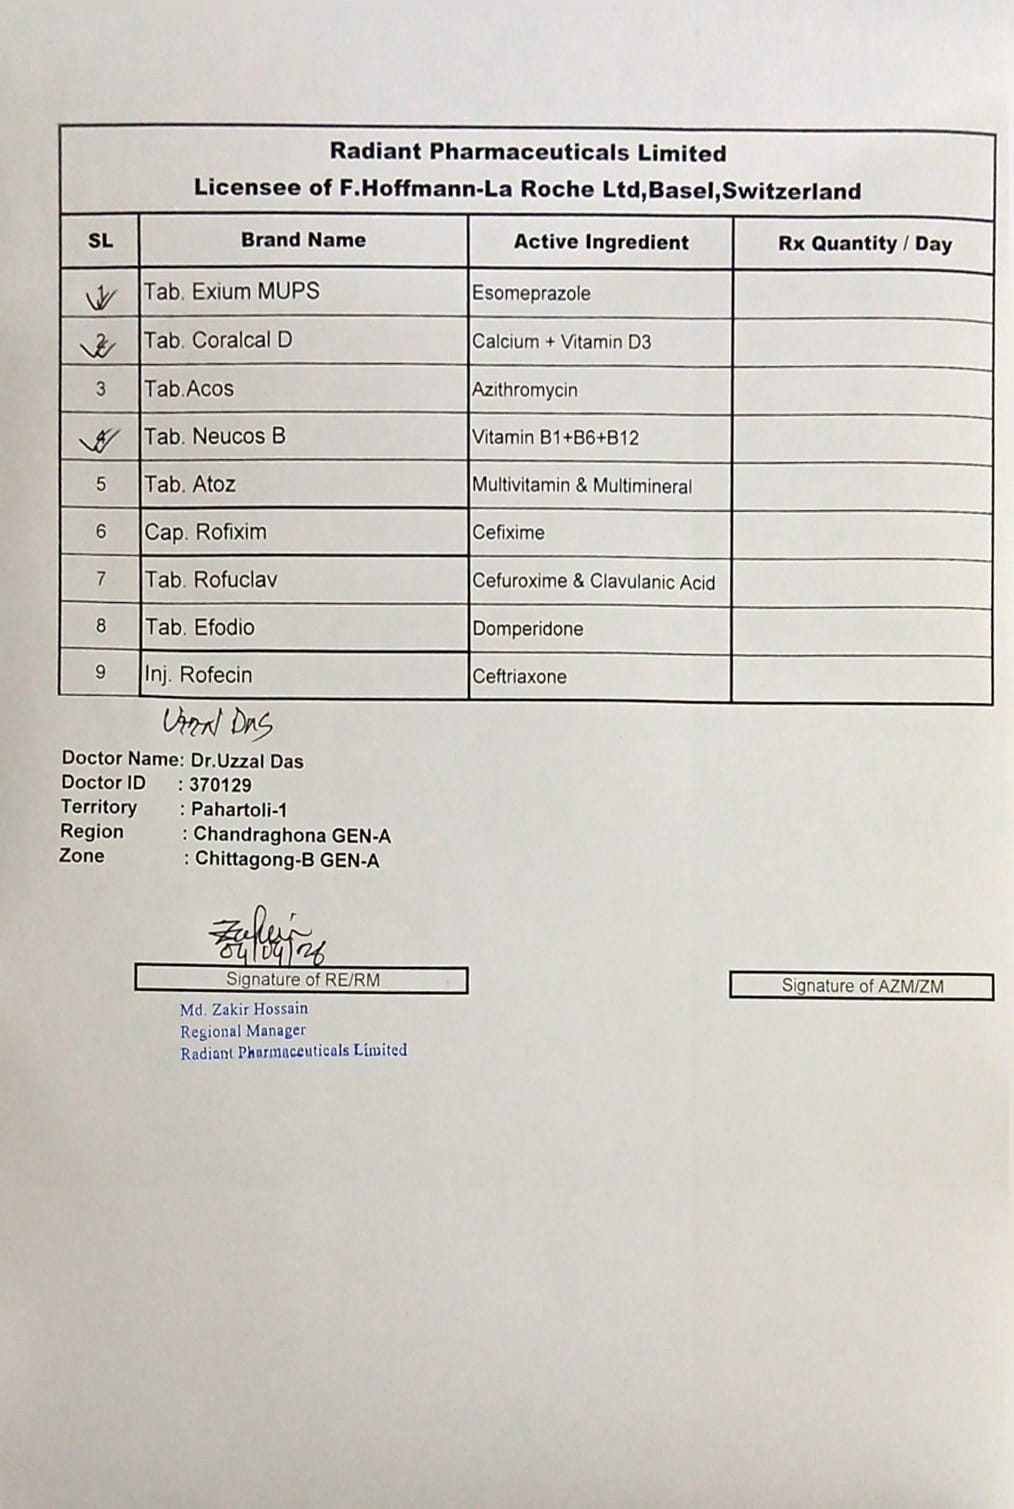 Radiant Pharmaceuticals Limited
Licensee of F.Hoffmann-La Roche Ltd,Basel,Switzerland
SL Brand Name Active Ingredient Rx Quantity / Day
1 Tab. Exium MUPS Esomeprazole
2 Tab. Coralcal D Calcium + Vitamin D3
3 Tab.Acos Azithromycin
4 Tab. Neucos B Vitamin B1+B6+B12
5 Tab. Atoz Multivitamin & Multimineral
6 Cap. Rofixim Cefixime
7 Tab. Rofuclav Cefuroxime & Clavulanic Acid
8 Tab. Efodio Domperidone
9 Inj. Rofecin Ceftriaxone
Das
Doctor Name: Dr.Uzzal Das
Doctor ID : 370129
Territory : Pahartoli-1
Region : Chandraghona GEN-A
Zone : Chittagong-B GEN-A
04/04/26
Signature of RE/RM Signature of AZM/ZM
Md. Zakir Hossain
Regional Manager
Radiant Pharmaceuticals Limited